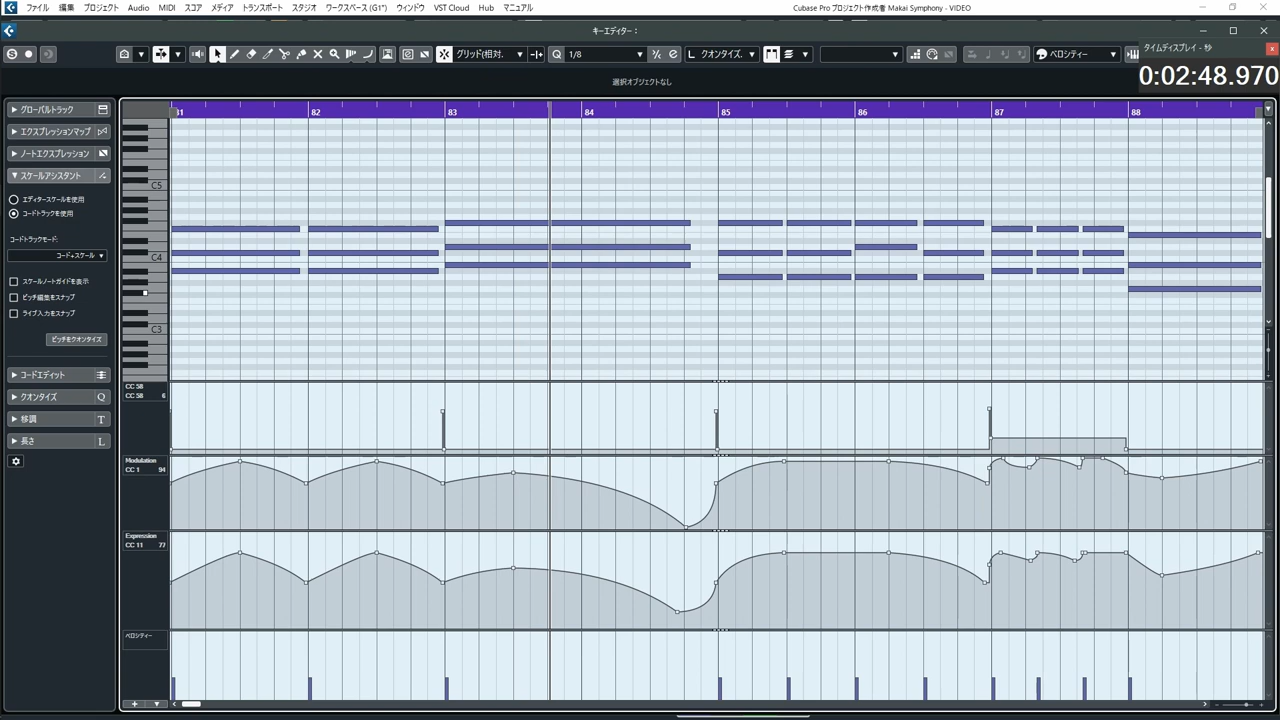 ファイル 編集 プロジェクト Audio MIDI スコア メディア トランスポート スタジオ ワークスペース (G1*) ウィンドウ VST Cloud Hub マニュアル
Cubase Pro プロジェクト作成者 Makai Symphony - VIDEO
キーエディター：
グリッド(相対. Q 1/8 L クオンタイズ. ベロシティー
タイムディスプレイ - 秒
0:02:48.970
選択オブジェクトなし
グローバルトラック
エクスプレッションマップ
ノートエクスプレッション
スケールアシスタント
エディタースケールを使用
コードトラックを使用
コードトラックモード:
コード+スケール
スケールノートガイドを表示
ピッチ編集をスナップ
ライブ入力をスナップ
ピッチをクオンタイズ
コードエディット
クオンタイズ Q
移調 T
長さ L
81 82 83 84 85 86 87 88
C5
C4
C3
CC 58
CC 58 6
Modulation
CC 1 94
Expression
CC 11 77
ベロシティー